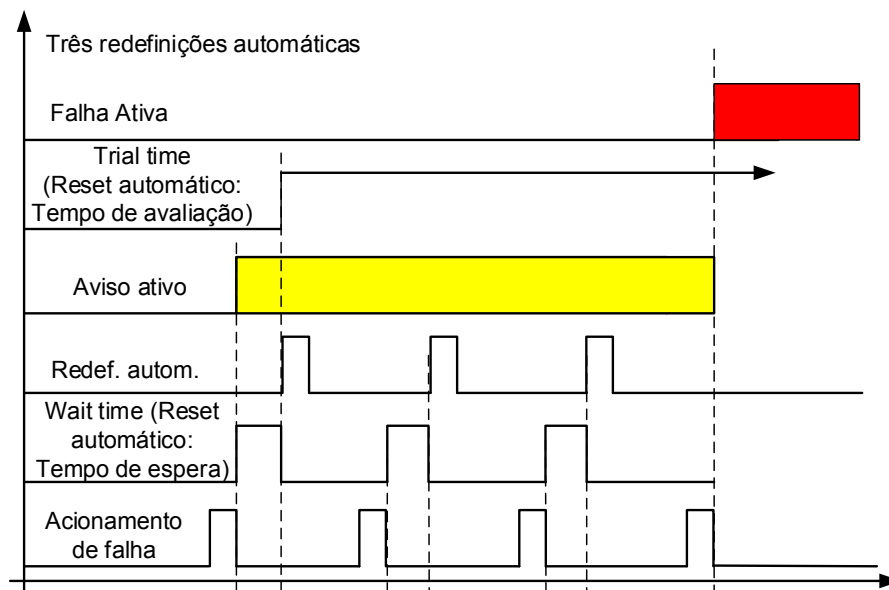 Três redefinições automáticas
Falha Ativa
Trial time
(Reset automático:
Tempo de avaliação)
Aviso ativo
Redef. autom.
Wait time (Reset
automático:
Tempo de espera)
Acionamento
de falha